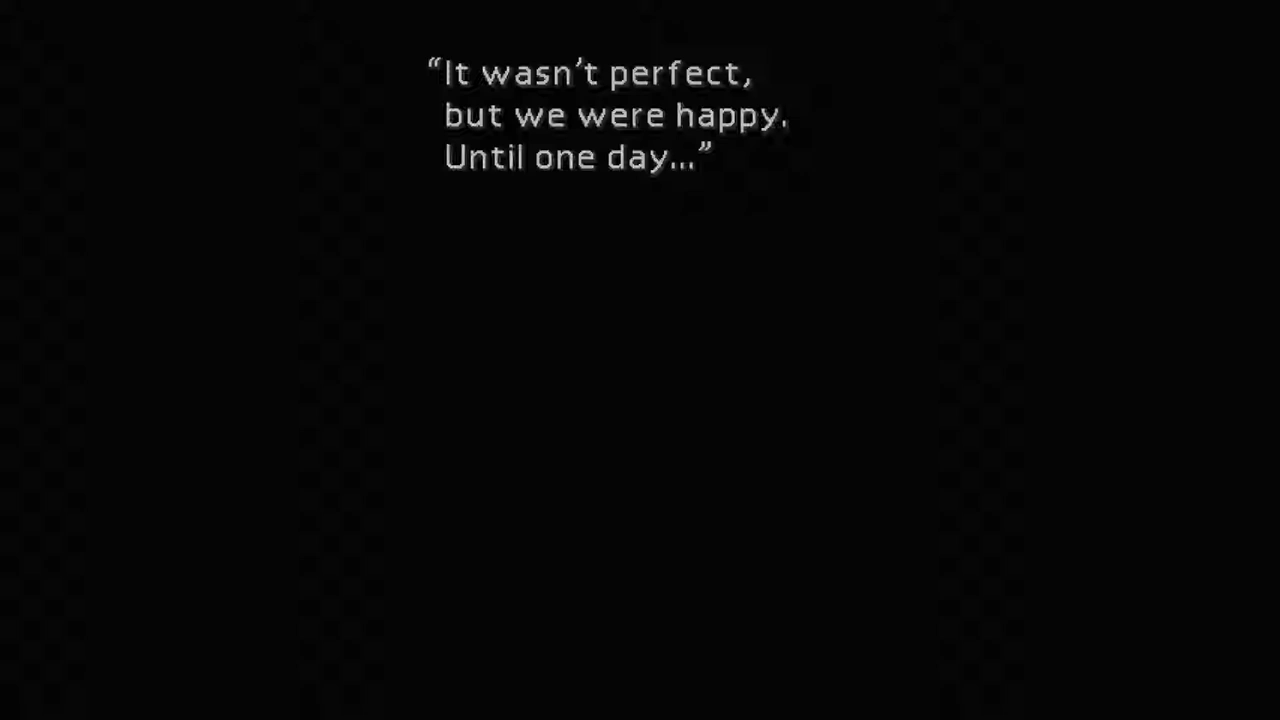 “It wasn’t perfect,
but we were happy.
Until one day...”